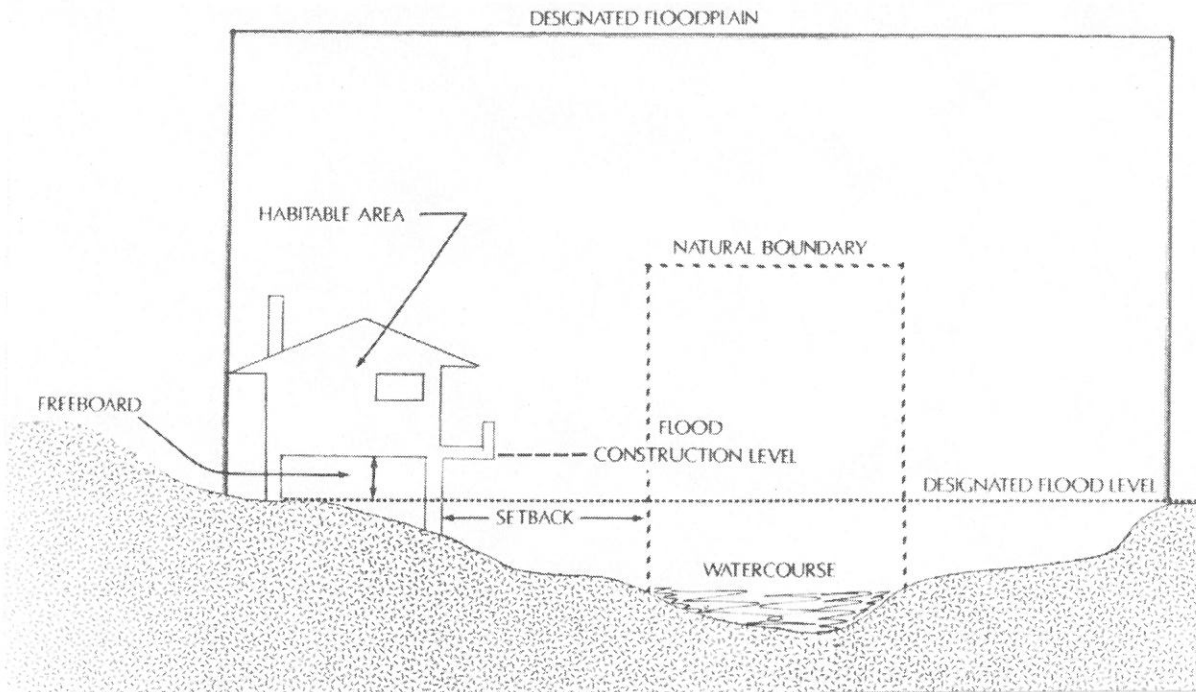 DESIGNATED FLOODPLAIN
HABITABLE AREA
NATURAL BOUNDARY
FREEBOARD
FLOOD
CONSTRUCTION LEVEL
DESIGNATED FLOOD LEVEL
SETBACK
WATERCOURSE